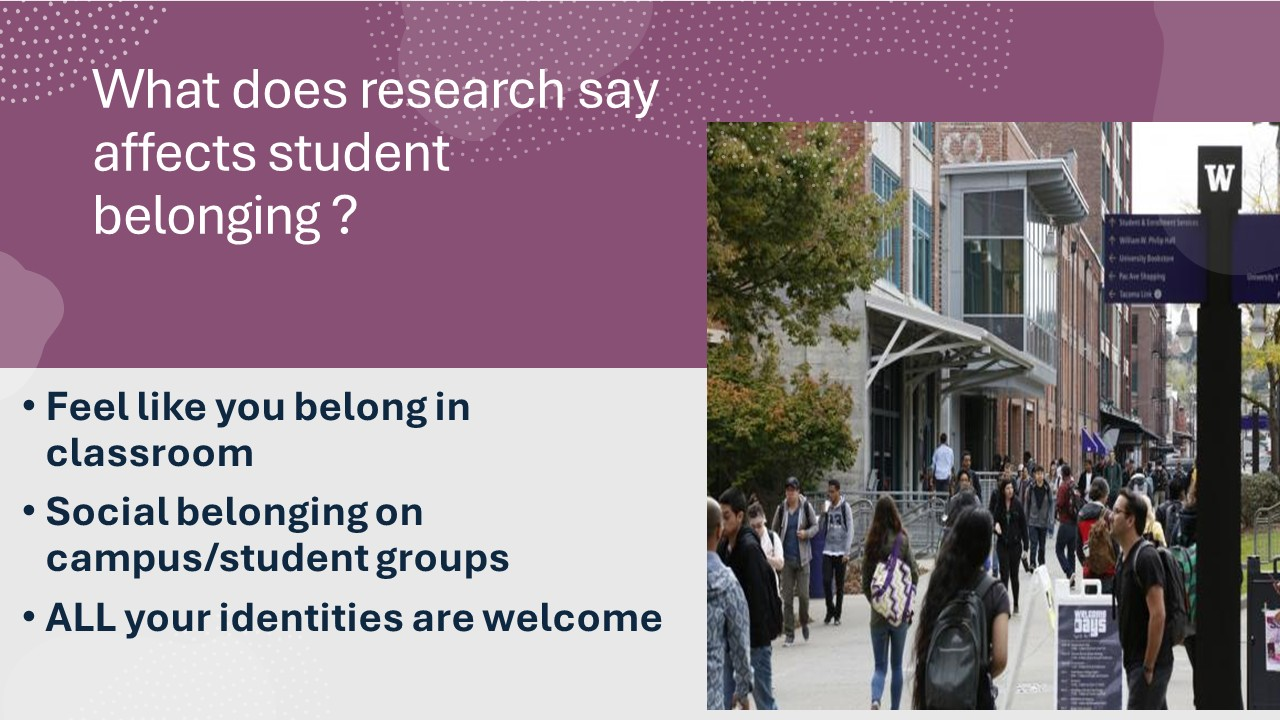 What does research say
affects student
belonging ?
• Feel like you belong in
classroom
• Social belonging on
campus/student groups
• ALL your identities are welcome
W
↑ Student & Enrollment Services
← William W. Philip Hall
← University Bookstore
← Pac Ave Shopping
← Tacoma Link
University Y
WELCOME
Days